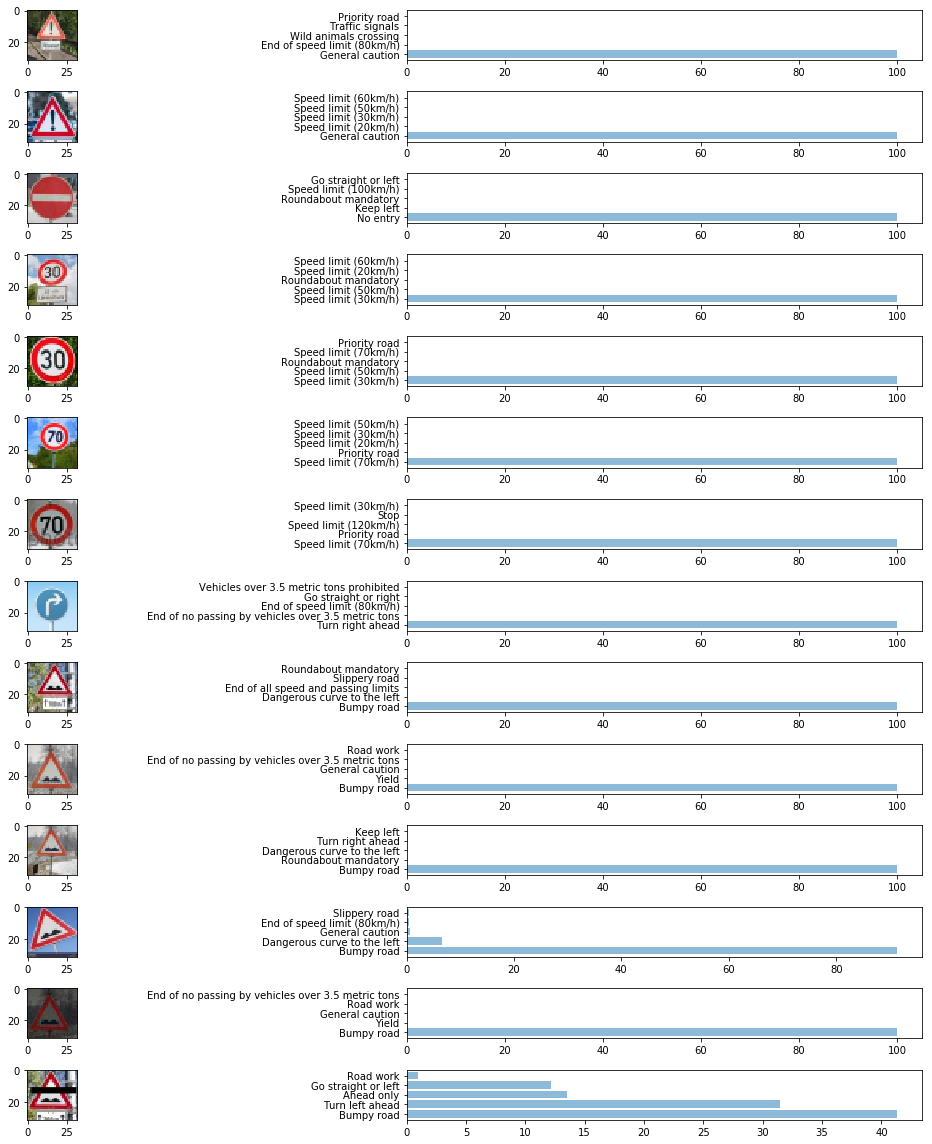 0
20
0 25
Priority road
Traffic signals
Wild animals crossing
End of speed limit (80km/h)
General caution
0 20 40 60 80 100
0
20
0 25
Speed limit (60km/h)
Speed limit (50km/h)
Speed limit (30km/h)
Speed limit (20km/h)
General caution
0 20 40 60 80 100
0
20
0 25
Go straight or left
Speed limit (100km/h)
Roundabout mandatory
Keep left
No entry
0 20 40 60 80 100
0
20
30
0 25
Speed limit (60km/h)
Speed limit (20km/h)
Roundabout mandatory
Speed limit (50km/h)
Speed limit (30km/h)
0 20 40 60 80 100
0
20
30
0 25
Priority road
Speed limit (70km/h)
Roundabout mandatory
Speed limit (50km/h)
Speed limit (30km/h)
0 20 40 60 80 100
0
20
70
0 25
Speed limit (50km/h)
Speed limit (30km/h)
Speed limit (20km/h)
Priority road
Speed limit (70km/h)
0 20 40 60 80 100
0
20
70
0 25
Speed limit (30km/h)
Stop
Speed limit (120km/h)
Priority road
Speed limit (70km/h)
0 20 40 60 80 100
0
20
0 25
Vehicles over 3.5 metric tons prohibited
Go straight or right
End of speed limit (80km/h)
End of no passing by vehicles over 3.5 metric tons
Turn right ahead
0 20 40 60 80 100
0
20
0 25
Roundabout mandatory
Slippery road
End of all speed and passing limits
Dangerous curve to the left
Bumpy road
0 20 40 60 80 100
0
20
0 25
Road work
End of no passing by vehicles over 3.5 metric tons
General caution
Yield
Bumpy road
0 20 40 60 80 100
0
20
0 25
Keep left
Turn right ahead
Dangerous curve to the left
Roundabout mandatory
Bumpy road
0 20 40 60 80 100
0
20
0 25
Slippery road
End of speed limit (80km/h)
General caution
Dangerous curve to the left
Bumpy road
0 20 40 60 80
0
20
0 25
End of no passing by vehicles over 3.5 metric tons
Road work
General caution
Yield
Bumpy road
0 20 40 60 80 100
0
20
0 25
Road work
Go straight or left
Ahead only
Turn left ahead
Bumpy road
0 5 10 15 20 25 30 35 40